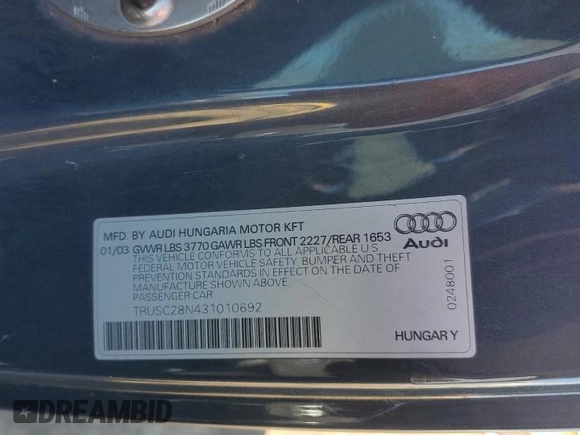 MFD. BY AUDI HUNGARIA MOTOR KFT
01/03 GVWR LBS 3770 GAWR LBS FRONT 2227/REAR 1653
THIS VEHICLE CONFORMS TO ALL APPLICABLE U.S.
FEDERAL MOTOR VEHICLE SAFETY, BUMPER AND THEFT
PREVENTION STANDARDS IN EFFECT ON THE DATE OF
MANUFACTURE SHOWN ABOVE
PASSENGER CAR
TRUSC28N431010692
Audi
0248001
HUNGARY
DREAMBID